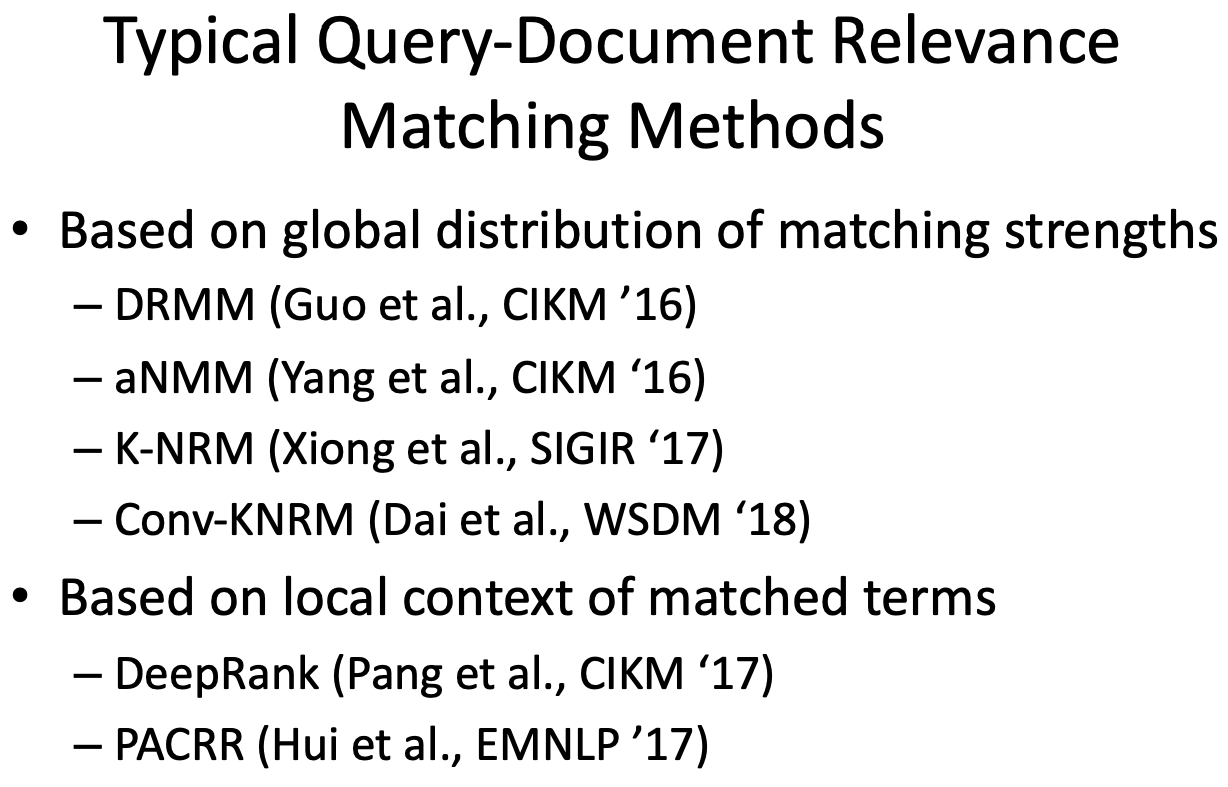 Typical Query-Document Relevance
Matching Methods
• Based on global distribution of matching strengths
– DRMM (Guo et al., CIKM ’16)
– aNMM (Yang et al., CIKM ‘16)
– K-NRM (Xiong et al., SIGIR ‘17)
– Conv-KNRM (Dai et al., WSDM ‘18)
• Based on local context of matched terms
– DeepRank (Pang et al., CIKM ‘17)
– PACRR (Hui et al., EMNLP ’17)